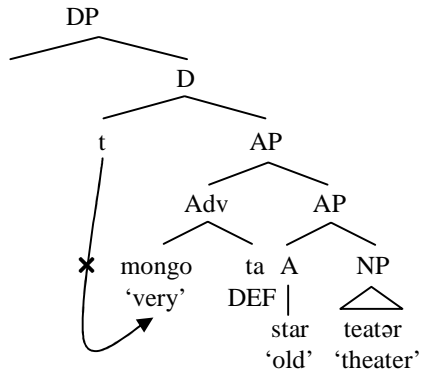 DP
D
t AP
Adv AP
mongo ta A NP
‘very’ DEF
star teatər
‘old’ ‘theater’